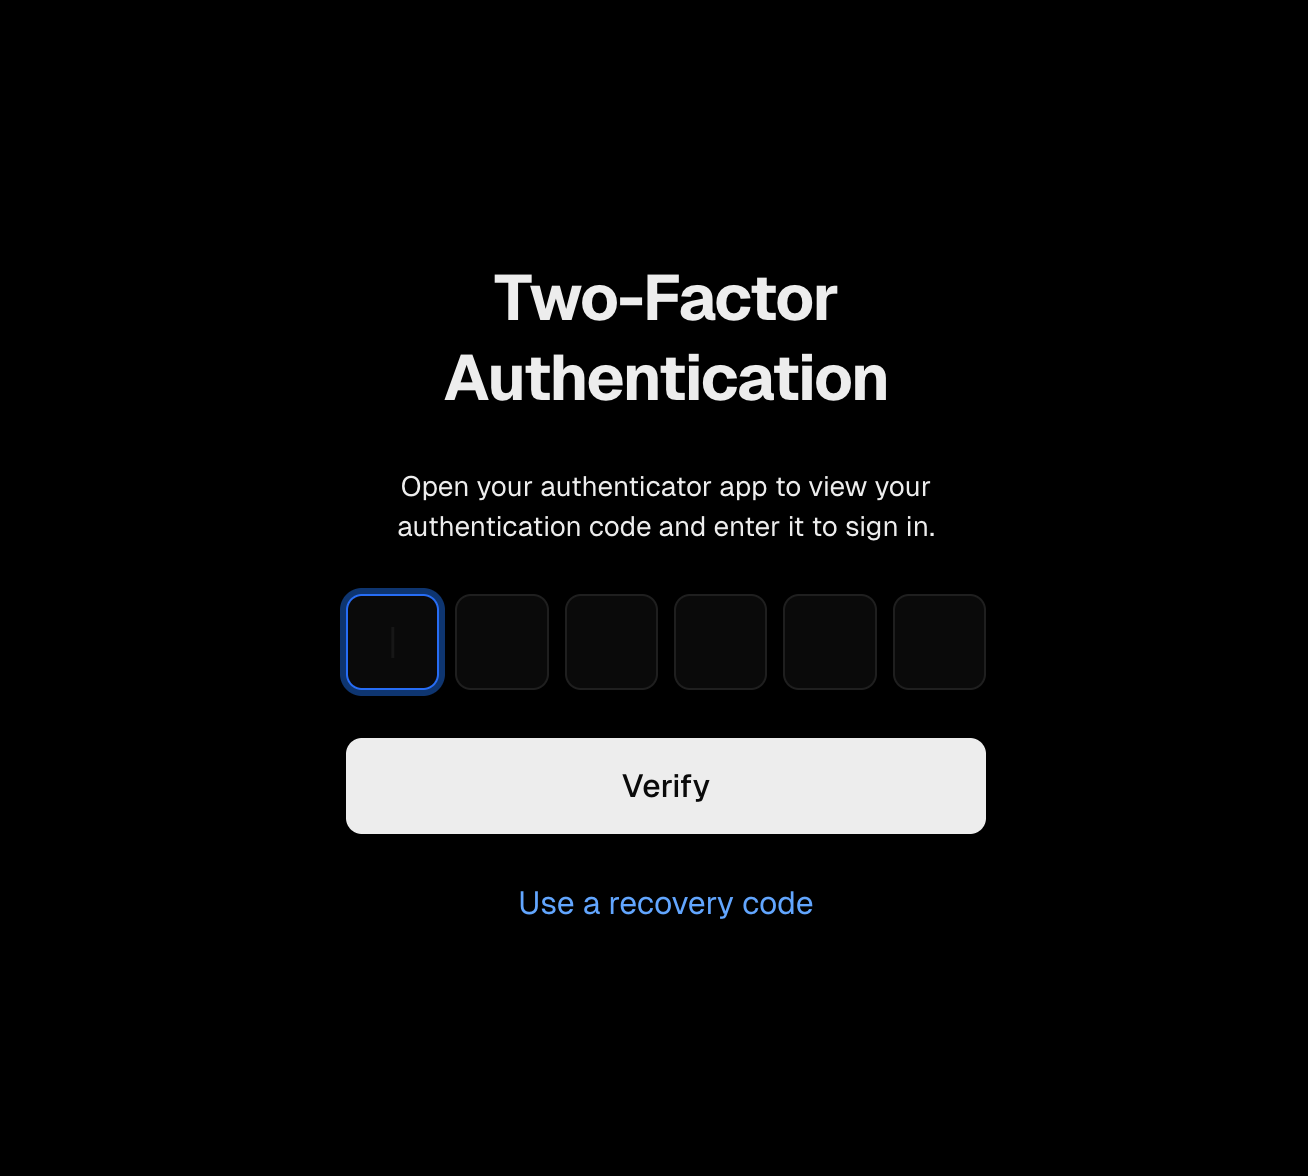 Two-Factor
Authentication
Open your authenticator app to view your
authentication code and enter it to sign in.
Verify
Use a recovery code